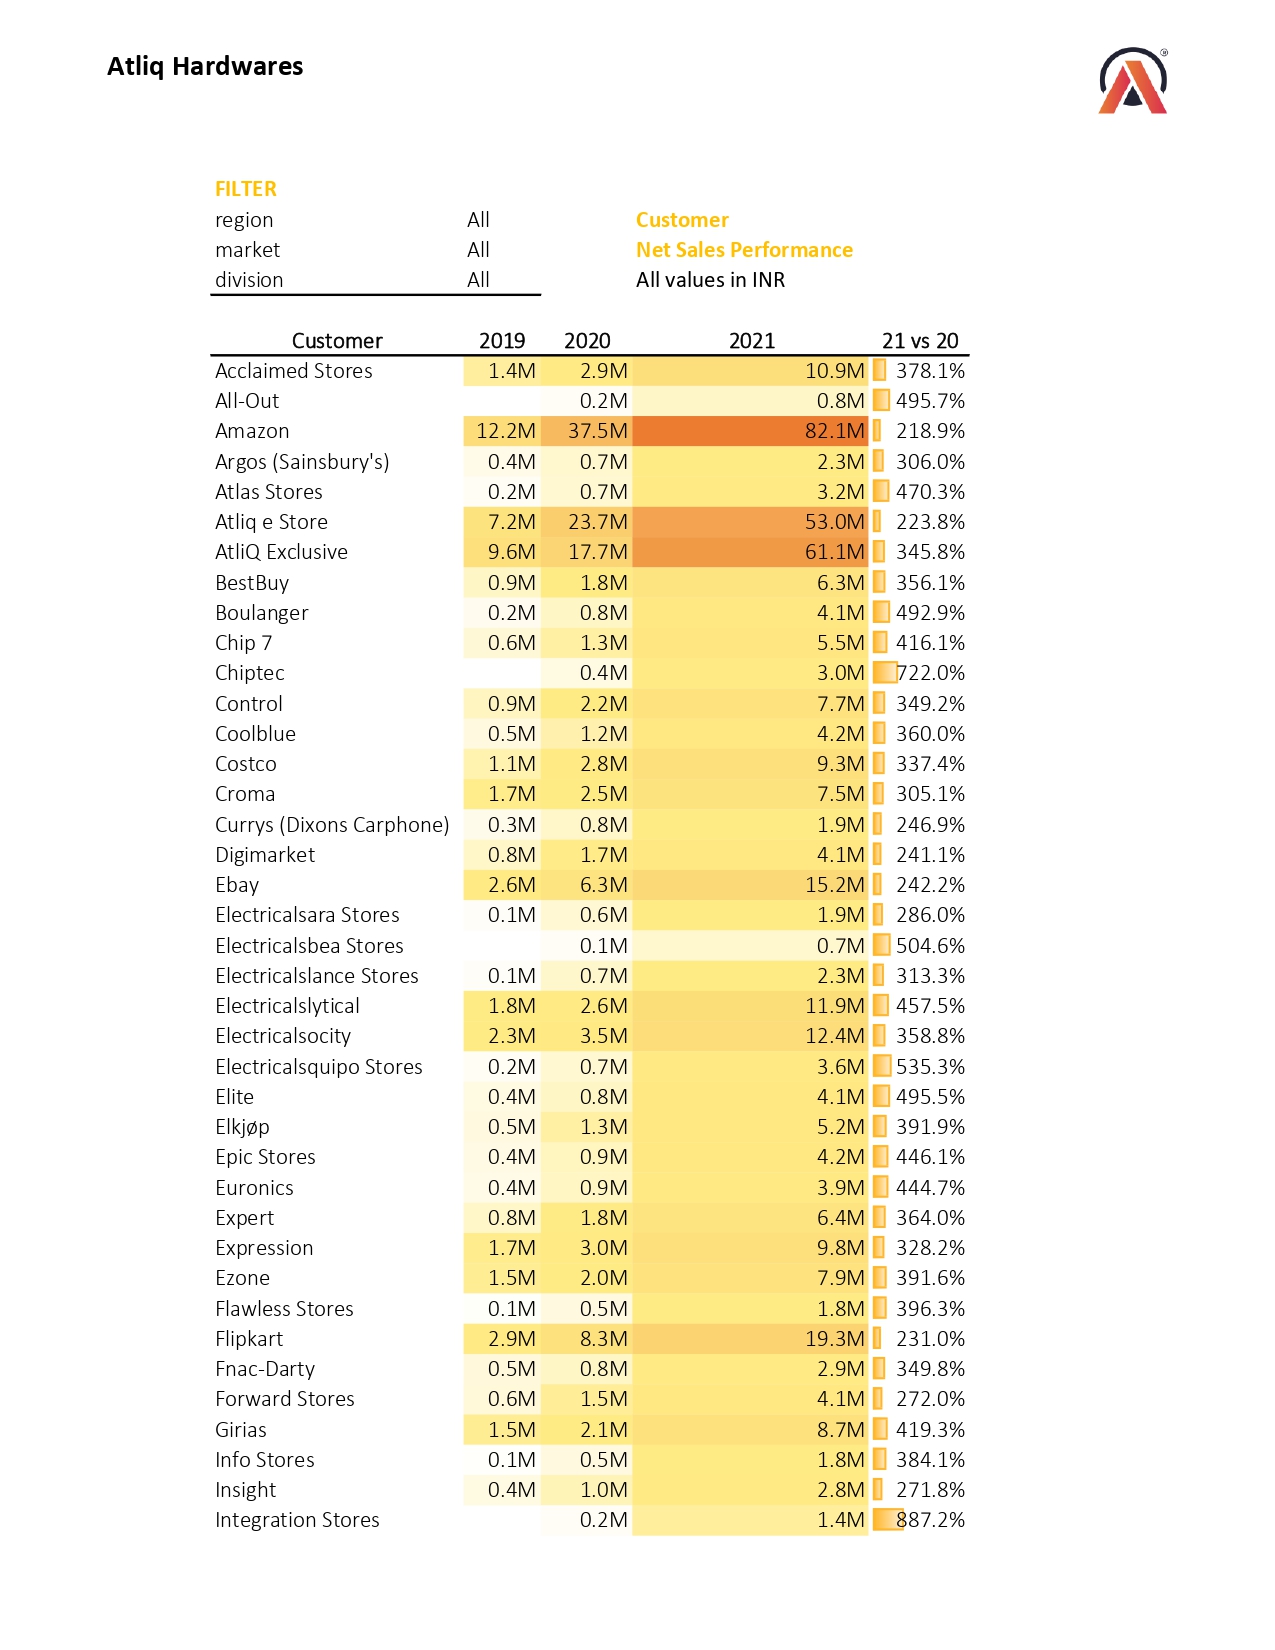 Atliq Hardwares
®
FILTER
region All Customer
market All Net Sales Performance
division All All values in INR
Customer 2019 2020 2021 21 vs 20
Acclaimed Stores 1.4M 2.9M 10.9M 378.1%
All-Out 0.2M 0.8M 495.7%
Amazon 12.2M 37.5M 82.1M 218.9%
Argos (Sainsbury's) 0.4M 0.7M 2.3M 306.0%
Atlas Stores 0.2M 0.7M 3.2M 470.3%
Atliq e Store 7.2M 23.7M 53.0M 223.8%
AtliQ Exclusive 9.6M 17.7M 61.1M 345.8%
BestBuy 0.9M 1.8M 6.3M 356.1%
Boulanger 0.2M 0.8M 4.1M 492.9%
Chip 7 0.6M 1.3M 5.5M 416.1%
Chiptec 0.4M 3.0M 722.0%
Control 0.9M 2.2M 7.7M 349.2%
Coolblue 0.5M 1.2M 4.2M 360.0%
Costco 1.1M 2.8M 9.3M 337.4%
Croma 1.7M 2.5M 7.5M 305.1%
Currys (Dixons Carphone) 0.3M 0.8M 1.9M 246.9%
Digimarket 0.8M 1.7M 4.1M 241.1%
Ebay 2.6M 6.3M 15.2M 242.2%
Electricalsara Stores 0.1M 0.6M 1.9M 286.0%
Electricalsbea Stores 0.1M 0.7M 504.6%
Electricalslance Stores 0.1M 0.7M 2.3M 313.3%
Electricalslytical 1.8M 2.6M 11.9M 457.5%
Electricalsocity 2.3M 3.5M 12.4M 358.8%
Electricalsquipo Stores 0.2M 0.7M 3.6M 535.3%
Elite 0.4M 0.8M 4.1M 495.5%
Elkjøp 0.5M 1.3M 5.2M 391.9%
Epic Stores 0.4M 0.9M 4.2M 446.1%
Euronics 0.4M 0.9M 3.9M 444.7%
Expert 0.8M 1.8M 6.4M 364.0%
Expression 1.7M 3.0M 9.8M 328.2%
Ezone 1.5M 2.0M 7.9M 391.6%
Flawless Stores 0.1M 0.5M 1.8M 396.3%
Flipkart 2.9M 8.3M 19.3M 231.0%
Fnac-Darty 0.5M 0.8M 2.9M 349.8%
Forward Stores 0.6M 1.5M 4.1M 272.0%
Girias 1.5M 2.1M 8.7M 419.3%
Info Stores 0.1M 0.5M 1.8M 384.1%
Insight 0.4M 1.0M 2.8M 271.8%
Integration Stores 0.2M 1.4M 887.2%